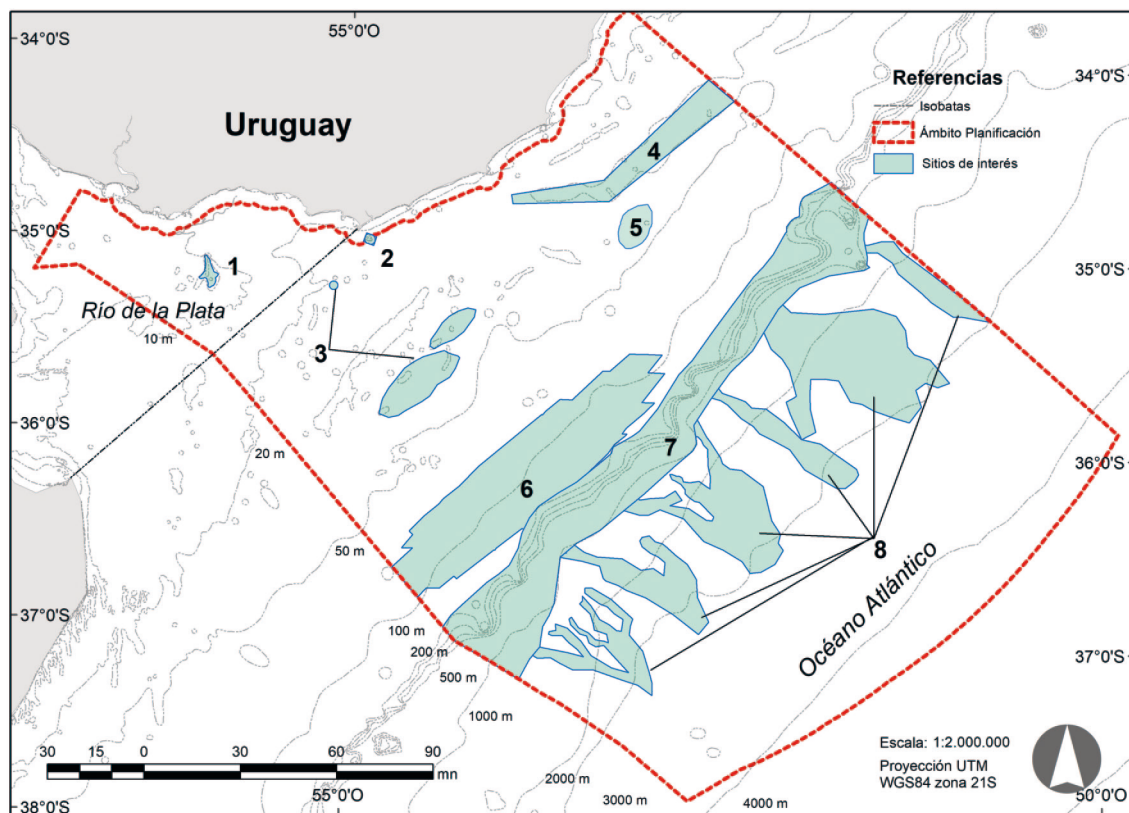 55°0'O
34°0'S
34°0'S
Referencias
Isobatas
Ámbito Planificación
Sitios de interés
Uruguay
4
5
35°0'S
35°0'S
1
2
Río de la Plata
10 m
3
36°0'S
36°0'S
20 m
7
6
50 m
8
Océano Atlántico
37°0'S
37°0'S
100 m
200 m
500 m
1000 m
2000 m
3000 m
4000 m
30 15 0 30 60 90
mn
Escala: 1:2.000.000
Proyección UTM
WGS84 zona 21S
38°0'S
55°0'O
50°0'O